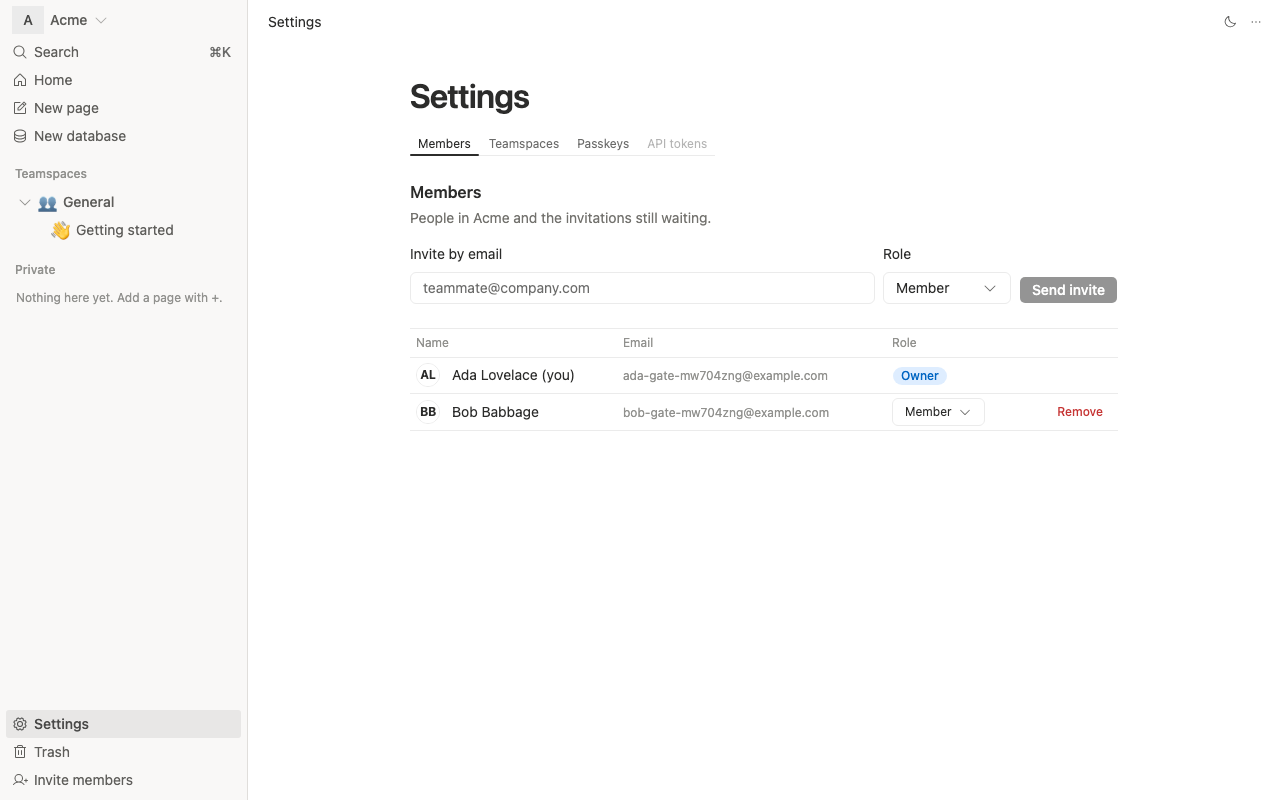 A Acme
Search ⌘K
Home
New page
New database
Teamspaces
General
Getting started
Private
Nothing here yet. Add a page with +.
Settings
Trash
Invite members
Settings
Settings
Members Teamspaces Passkeys API tokens
Members
People in Acme and the invitations still waiting.
Invite by email Role
teammate@company.com Member Send invite
Name Email Role
AL Ada Lovelace (you) ada-gate-mw704zng@example.com Owner
BB Bob Babbage bob-gate-mw704zng@example.com Member Remove